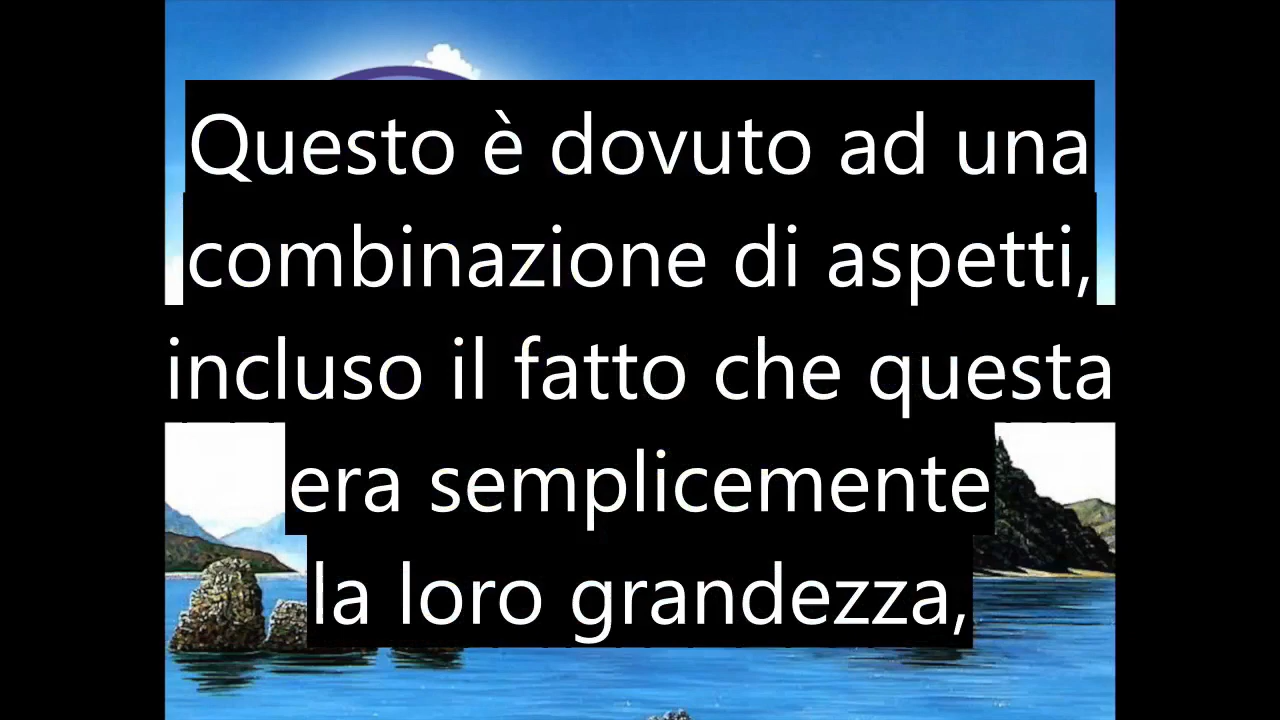 Questo è dovuto ad una
combinazione di aspetti,
incluso il fatto che questa
era semplicemente
la loro grandezza,